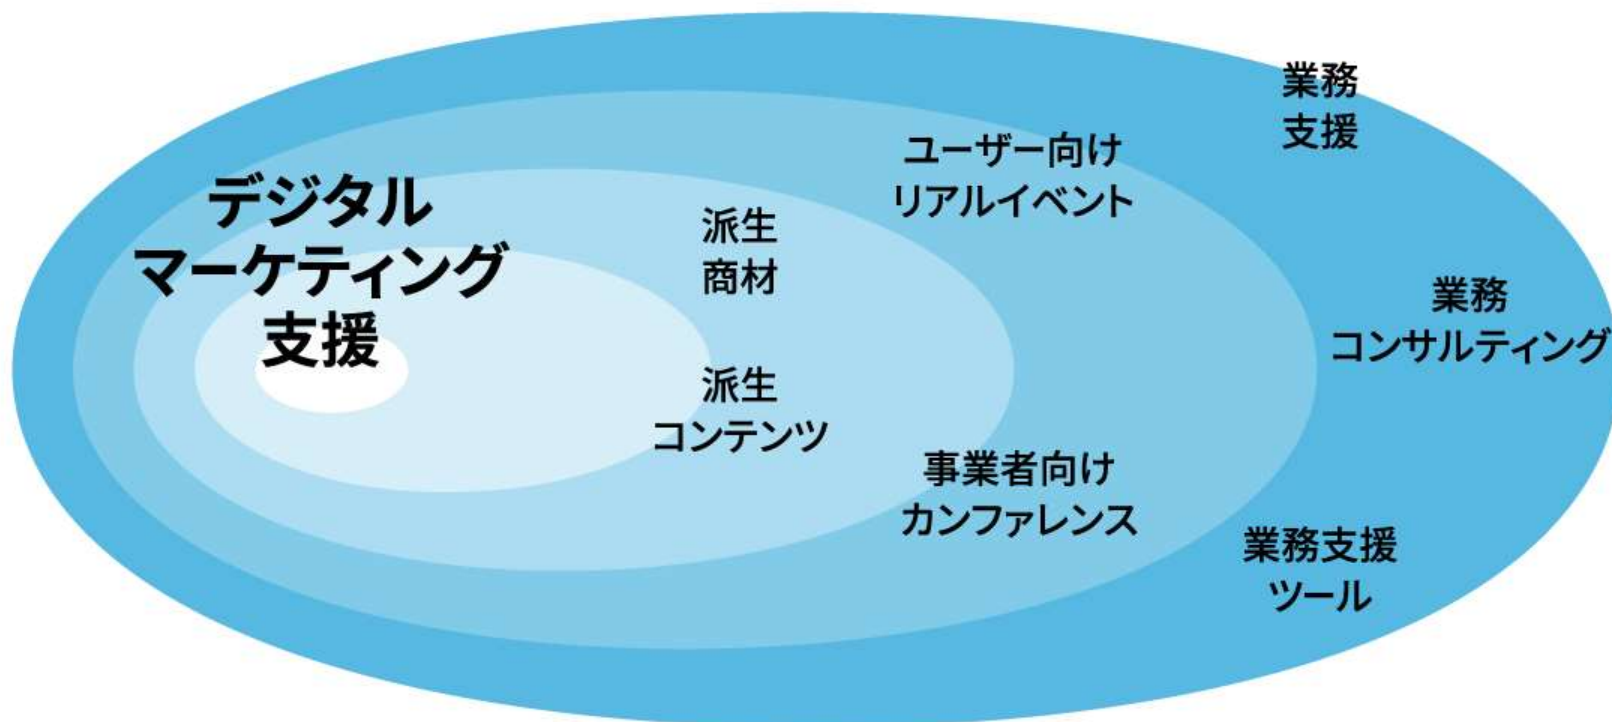 デジタル
マーケティング
支援
派生
商材
派生
コンテンツ
ユーザー向け
リアルイベント
事業者向け
カンファレンス
業務
支援
業務
コンサルティング
業務支援
ツール